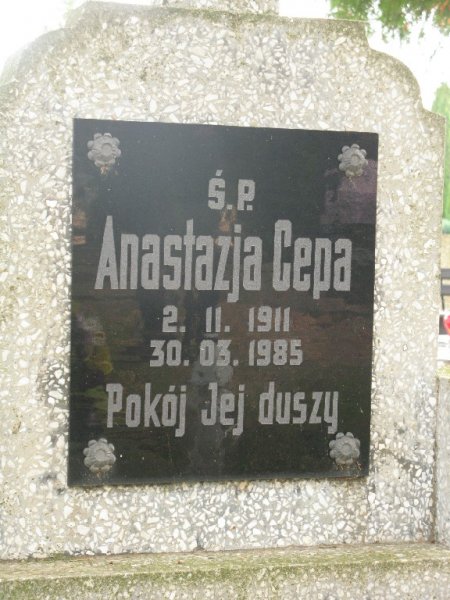 Ś.P.
Anastazja Cepa
2. 11. 1911
30. 03. 1985
Pokój Jej duszy